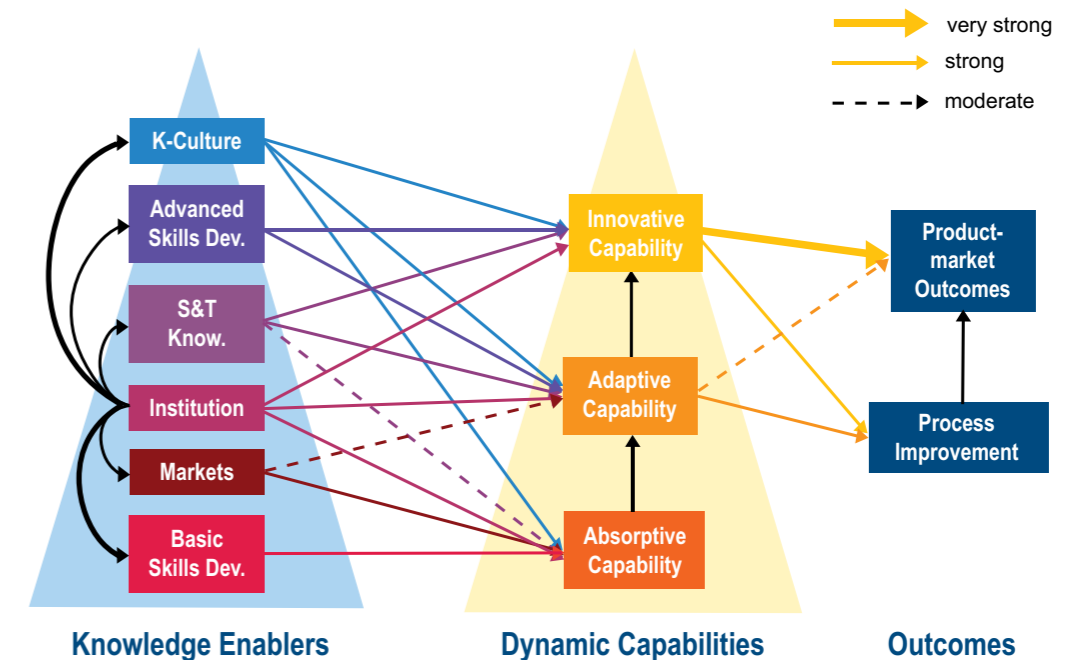 very strong
strong
moderate
K-Culture
Advanced
Skills Dev.
S&T
Know.
Institution
Markets
Basic
Skills Dev.
Innovative
Capability
Adaptive
Capability
Absorptive
Capability
Product-
market
Outcomes
Process
Improvement
Knowledge Enablers
Dynamic Capabilities
Outcomes